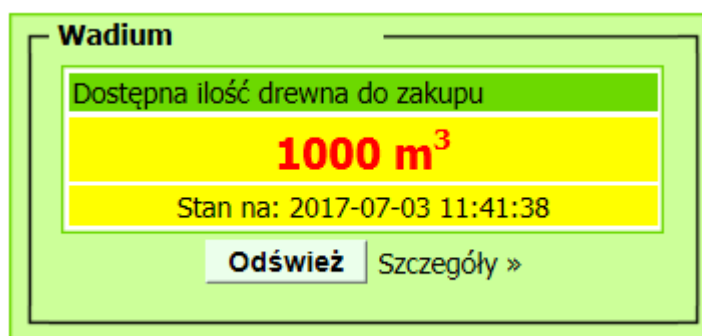 Wadium
Dostępna ilość drewna do zakupu
1000 m³
Stan na: 2017-07-03 11:41:38
Odśwież Szczegóły »